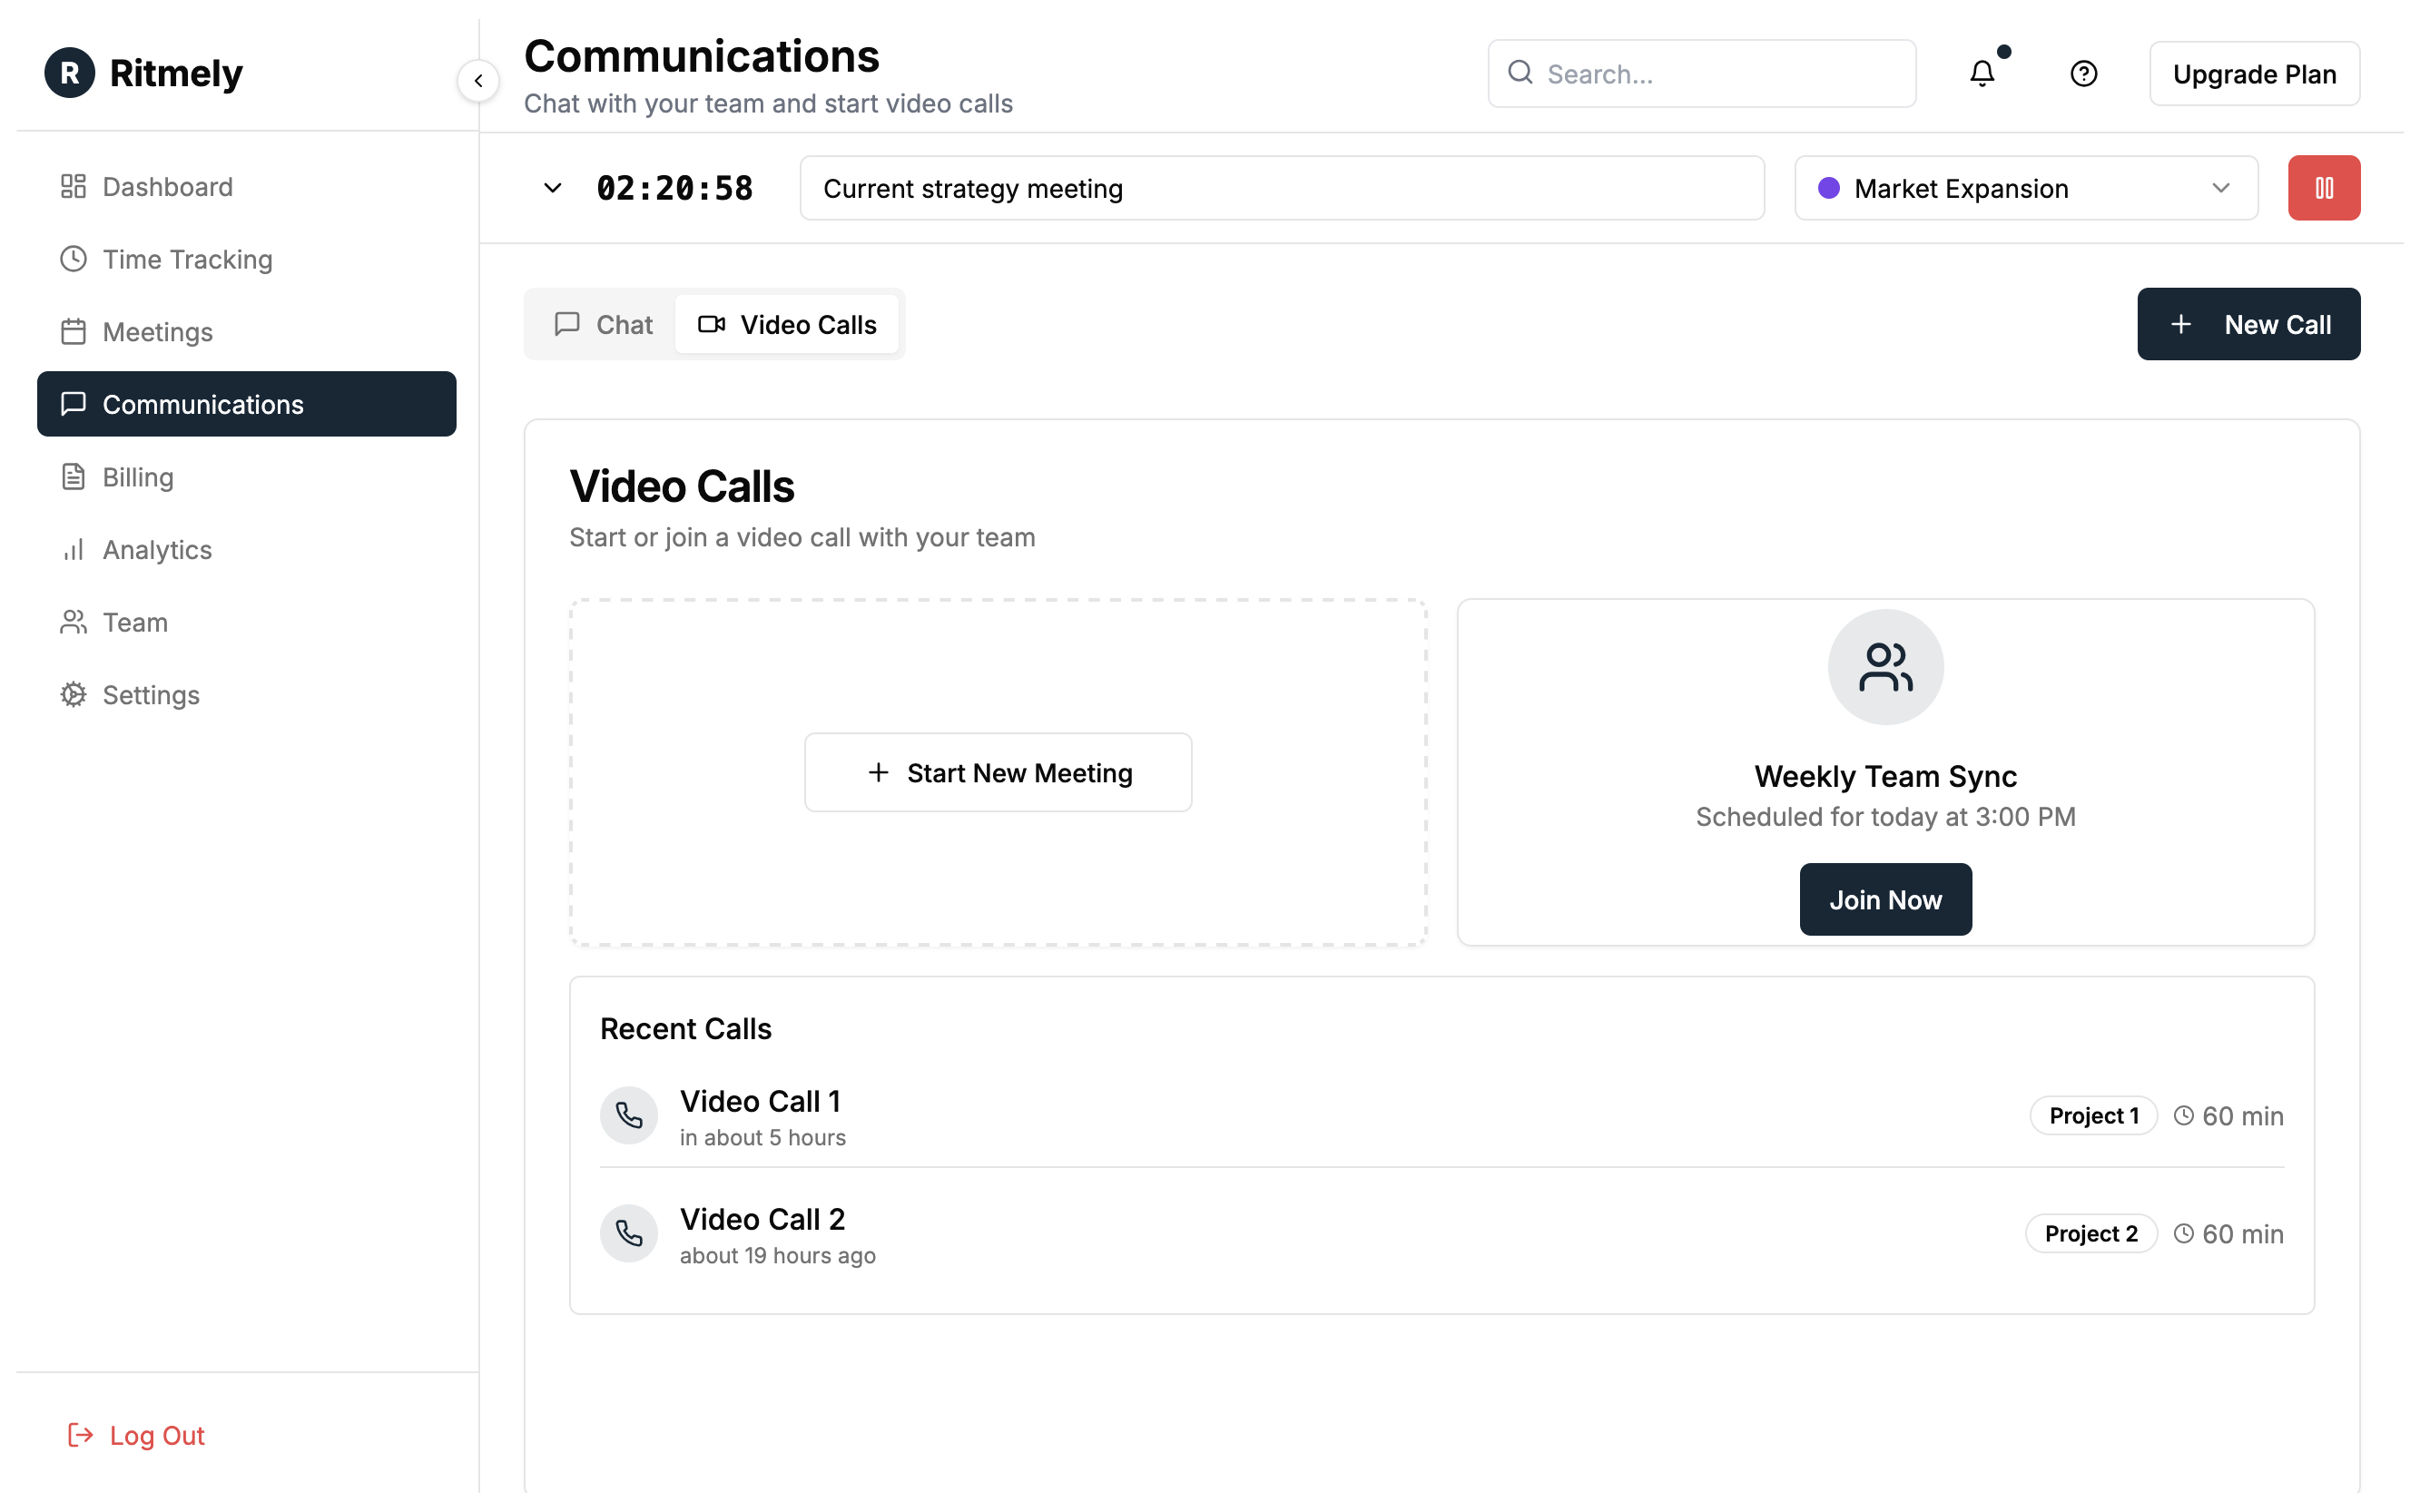 R Ritmely
Dashboard
Time Tracking
Meetings
Communications
Billing
Analytics
Team
Settings
Log Out
Communications
Chat with your team and start video calls
Search...
Upgrade Plan
02:20:58
Current strategy meeting
Market Expansion
Chat
Video Calls
New Call
Video Calls
Start or join a video call with your team
Start New Meeting
Weekly Team Sync
Scheduled for today at 3:00 PM
Join Now
Recent Calls
Video Call 1
in about 5 hours
Project 1
60 min
Video Call 2
about 19 hours ago
Project 2
60 min